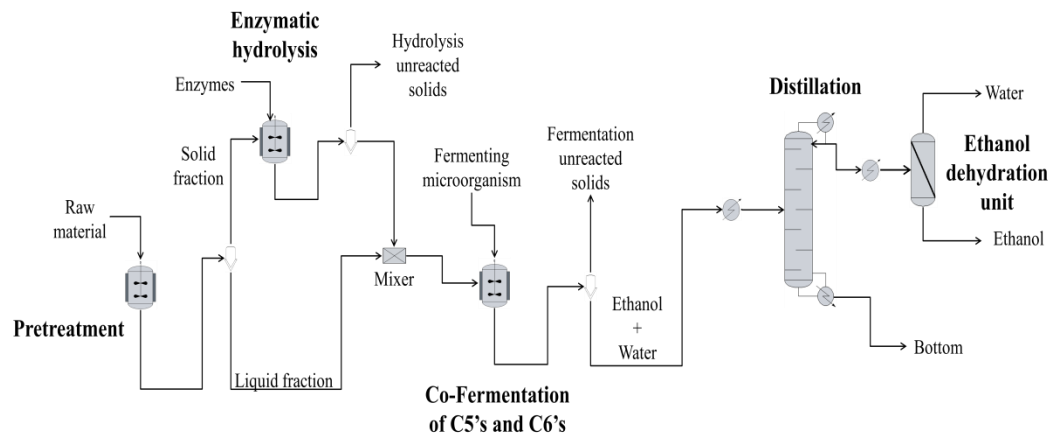 Enzymatic
hydrolysis
Enzymes
Hydrolysis
unreacted
solids
Solid
fraction
Raw
material
Pretreatment
Liquid fraction
Mixer
Fermenting
microorganism
Co-Fermentation
of C5's and C6's
Fermentation
unreacted
solids
Ethanol
+
Water
Distillation
Water
Ethanol
dehydration
unit
Ethanol
Bottom